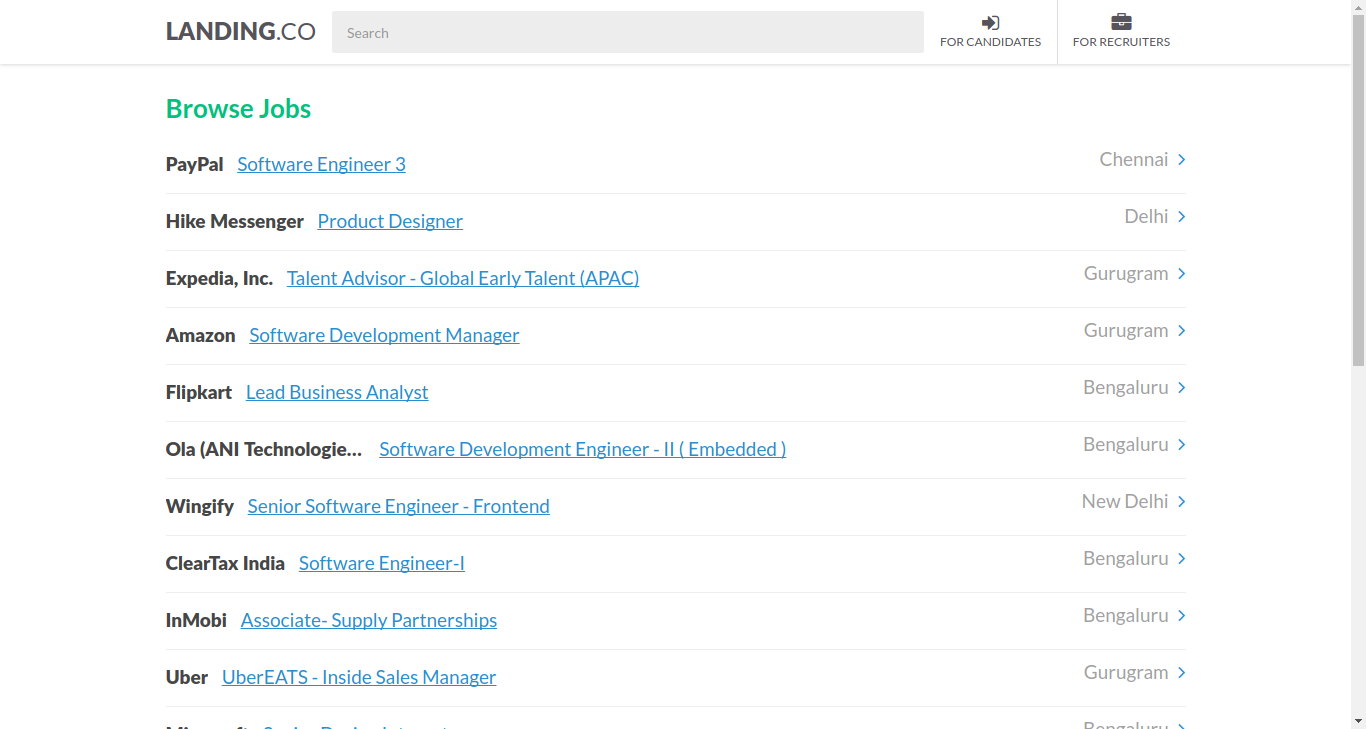 LANDING.CO
Search
FOR CANDIDATES
FOR RECRUITERS
Browse Jobs
PayPal Software Engineer 3 Chennai
Hike Messenger Product Designer Delhi
Expedia, Inc. Talent Advisor - Global Early Talent (APAC) Gurugram
Amazon Software Development Manager Gurugram
Flipkart Lead Business Analyst Bengaluru
Ola (ANI Technologie... Software Development Engineer - II ( Embedded ) Bengaluru
Wingify Senior Software Engineer - Frontend New Delhi
ClearTax India Software Engineer-I Bengaluru
InMobi Associate- Supply Partnerships Bengaluru
Uber UberEATS - Inside Sales Manager Gurugram
Bengaluru